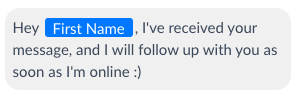 Hey First Name, I've received your
message, and I will follow up with you as
soon as I'm online :)